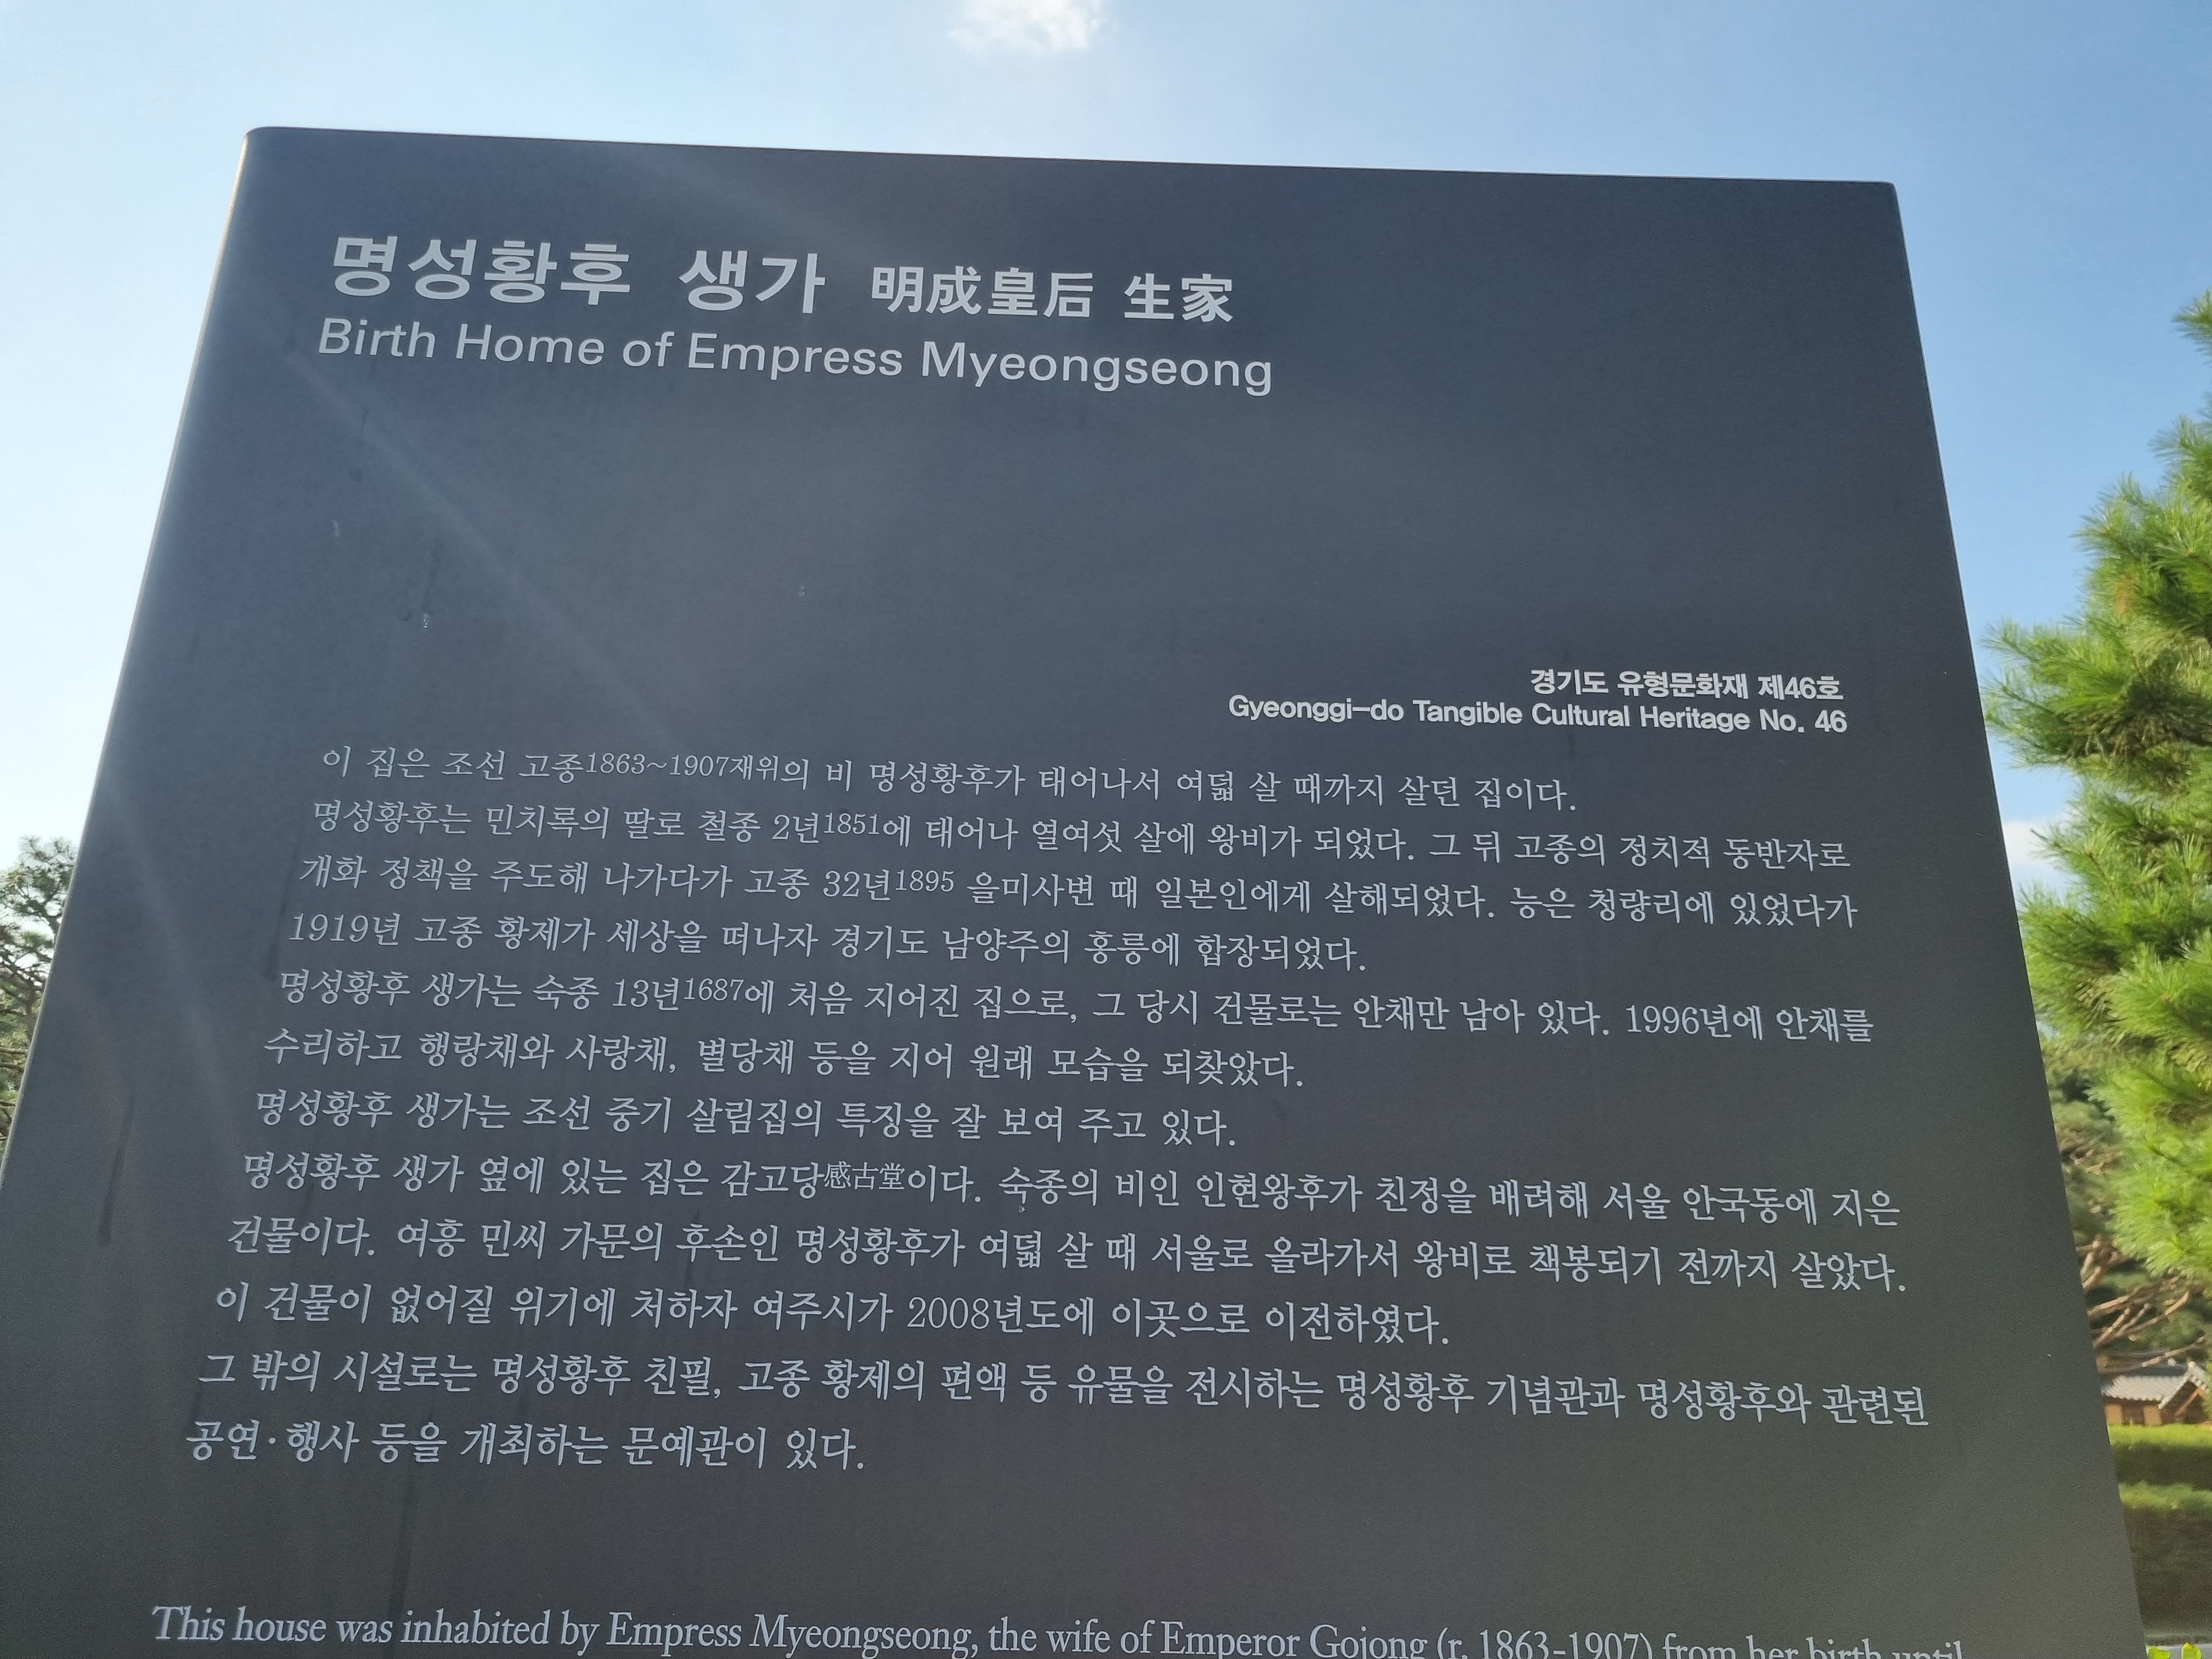 명성황후 생가 明成皇后 生家
Birth Home of Empress Myeongseong
경기도 유형문화재 제46호
Gyeonggi-do Tangible Cultural Heritage No. 46
이 집은 조선 고종1863~1907재위의 비 명성황후가 태어나서 여덟 살 때까지 살던 집이다.
명성황후는 민치록의 딸로 철종 2년1851에 태어나 열여섯 살에 왕비가 되었다. 그 뒤 고종의 정치적 동반자로
개화 정책을 주도해 나가다가 고종 32년1895 을미사변 때 일본인에게 살해되었다. 능은 청량리에 있었다가
1919년 고종 황제가 세상을 떠나자 경기도 남양주의 홍릉에 합장되었다.
명성황후 생가는 숙종 13년1687에 처음 지어진 집으로, 그 당시 건물로는 안채만 남아 있다. 1996년에 안채를
수리하고 행랑채와 사랑채, 별당채 등을 지어 원래 모습을 되찾았다.
명성황후 생가는 조선 중기 살림집의 특징을 잘 보여 주고 있다.
명성황후 생가 옆에 있는 집은 감고당感古堂이다. 숙종의 비인 인현왕후가 친정을 배려해 서울 안국동에 지은
건물이다. 여흥 민씨 가문의 후손인 명성황후가 여덟 살 때 서울로 올라가서 왕비로 책봉되기 전까지 살았다.
이 건물이 없어질 위기에 처하자 여주시가 2008년도에 이곳으로 이전하였다.
그 밖의 시설로는 명성황후 친필, 고종 황제의 편액 등 유물을 전시하는 명성황후 기념관과 명성황후와 관련된
공연·행사 등을 개최하는 문예관이 있다.
This house was inhabited by Empress Myeongseong, the wife of Emperor Gojong (r. 1863-1907) from her birth until